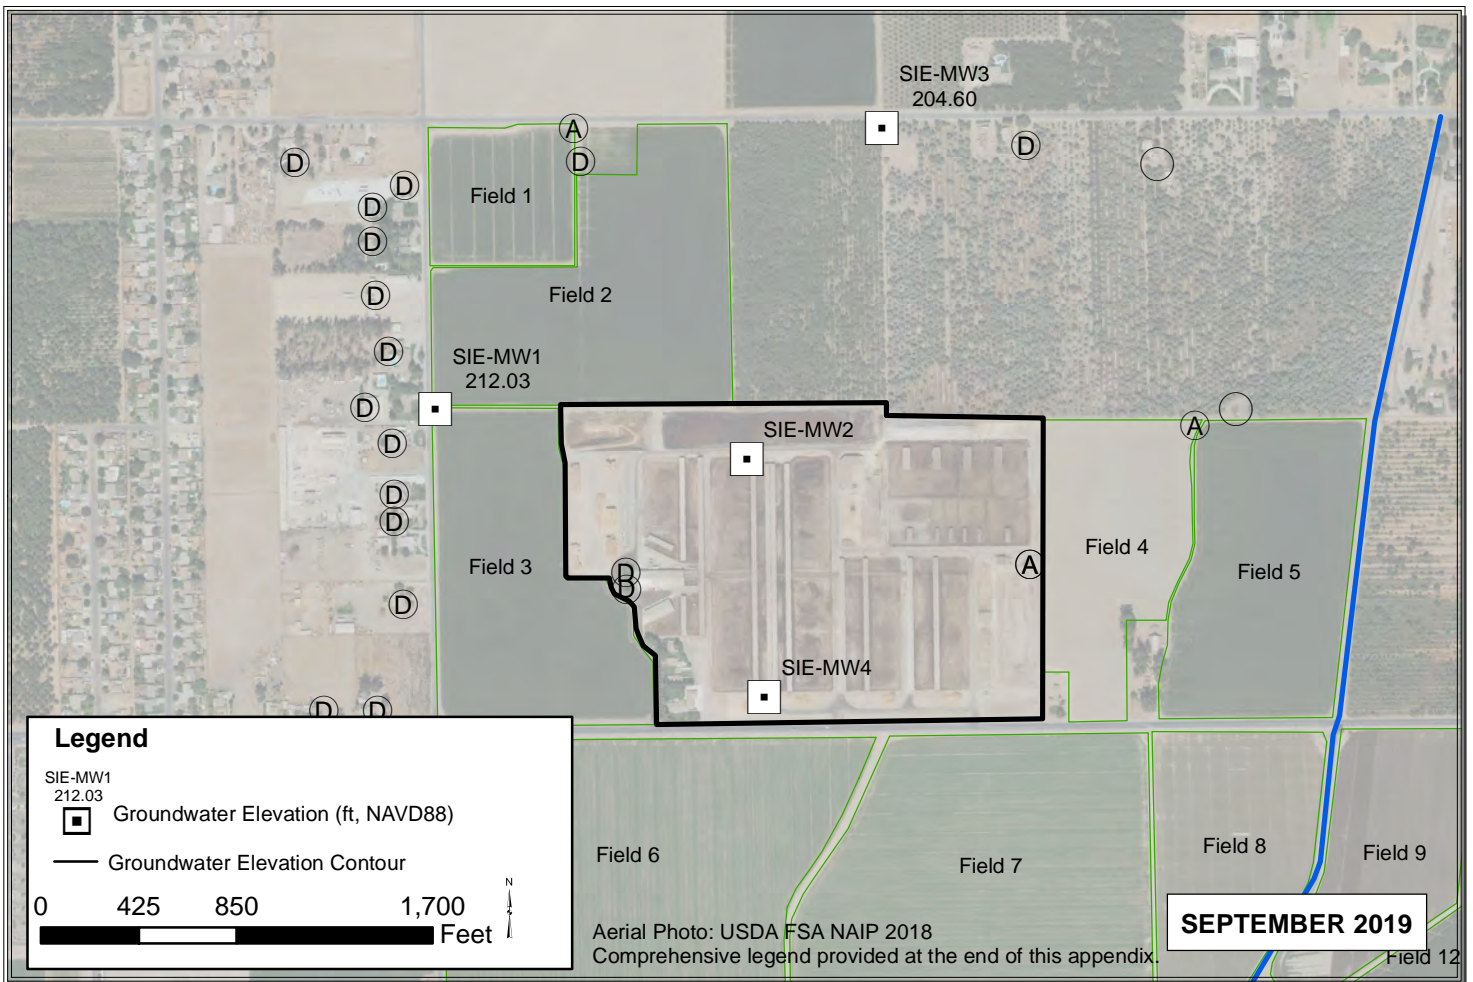 SIE-MW3
204.60
A
D
D
D
D
Field 1
D
D
D
Field 2
D
SIE-MW1
212.03
D
D
SIE-MW2
A
D
D
Field 3
D
D
A
Field 4
Field 5
D
SIE-MW4
D
D
Legend
SIE-MW1
212.03
Groundwater Elevation (ft, NAVD88)
Groundwater Elevation Contour
0 425 850 1,700
Feet
N
Field 6
Field 7
Field 8
Field 9
SEPTEMBER 2019
Aerial Photo: USDA FSA NAIP 2018
Comprehensive legend provided at the end of this appendix.
Field 12